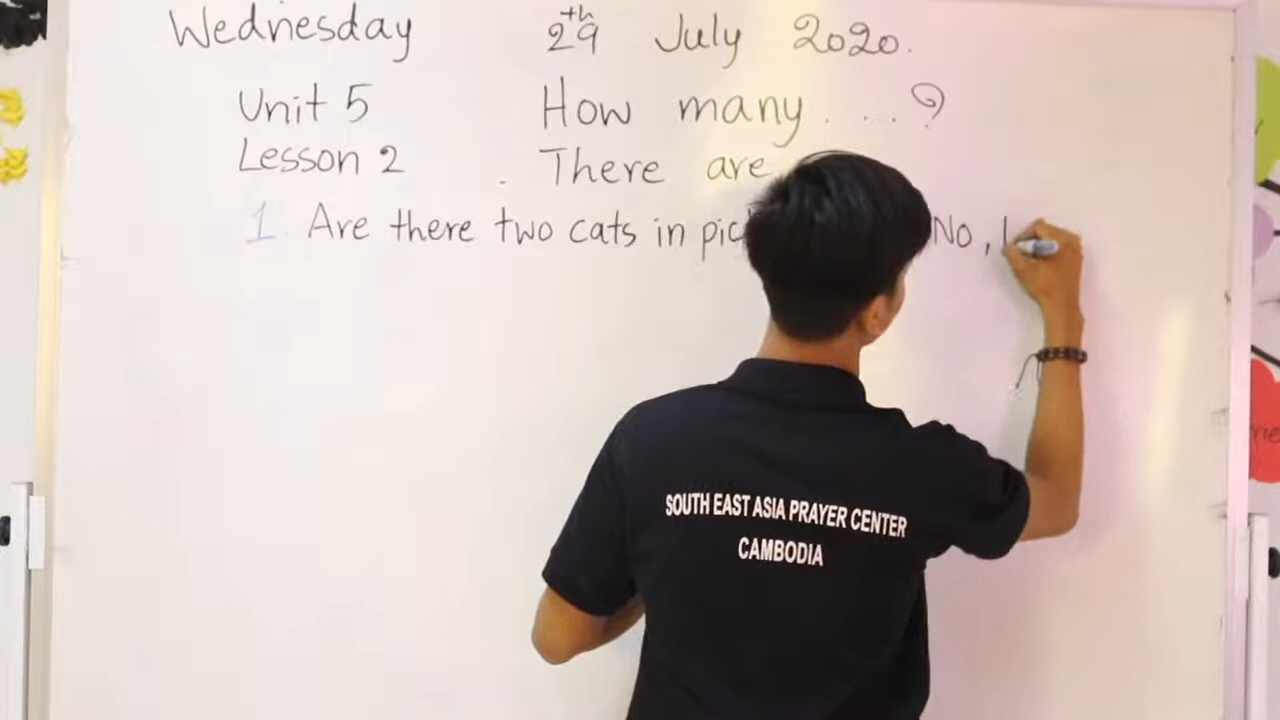 Wednesday 29th July 2020.
Unit 5 How many ....?
Lesson 2 . There are
1. Are there two cats in No,
SOUTH EAST ASIA PRAYER CENTER
CAMBODIA